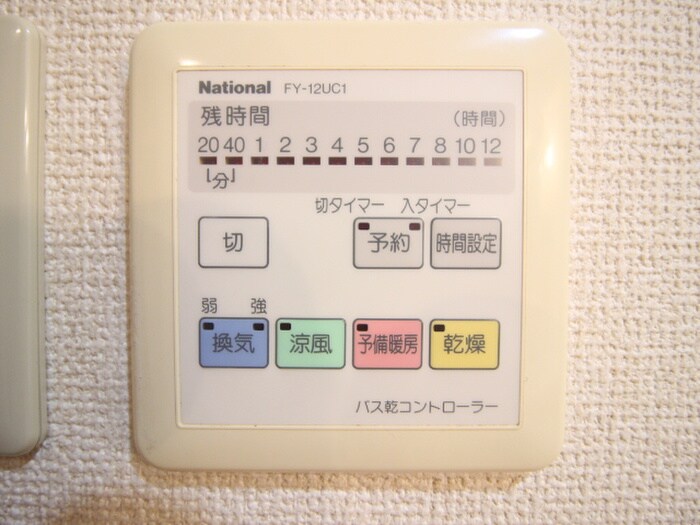 National FY-12UC1
残時間 (時間)
20 40 1 2 3 4 5 6 7 8 10 12
分
切タイマー 入タイマー
切 予約 時間設定
弱 強
換気 涼風 予備暖房 乾燥
バス乾コントローラー